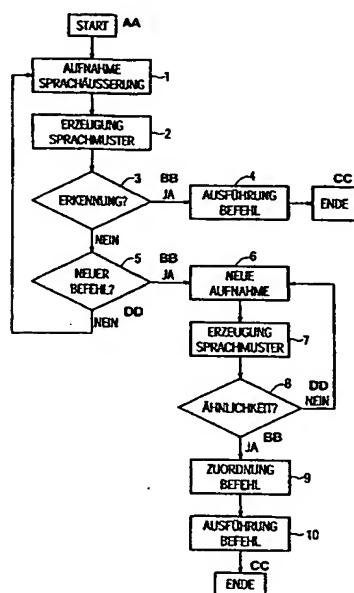 START AA
AUFNAHME
SPRACHÄUSSERUNG
1
ERZEUGUNG
SPRACHMUSTER
2
3
ERKENNUNG?
BB
JA
4
AUSFÜHRUNG
BEFEHL
CC
ENDE
NEIN
5
NEUER
BEFEHL?
BB
JA
6
NEUE
AUFNAHME
DD
NEIN
ERZEUGUNG
SPRACHMUSTER
7
8
ÄHNLICHKEIT?
DD
NEIN
BB
JA
ZUORDNUNG
BEFEHL
9
AUSFÜHRUNG
BEFEHL
10
CC
ENDE